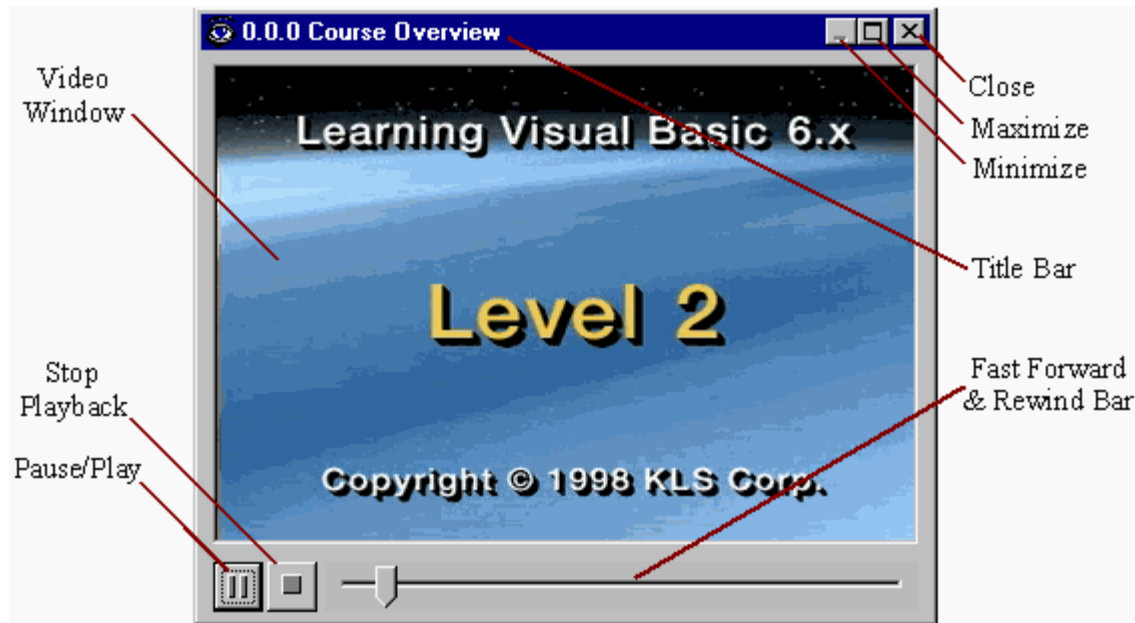 0.0.0 Course Overview
Video
Window
Close
Maximize
Minimize
Learning Visual Basic 6.x
Title Bar
Level 2
Stop
Playback
Fast Forward
& Rewind Bar
Pause/Play
Copyright © 1998 KLS Corp.